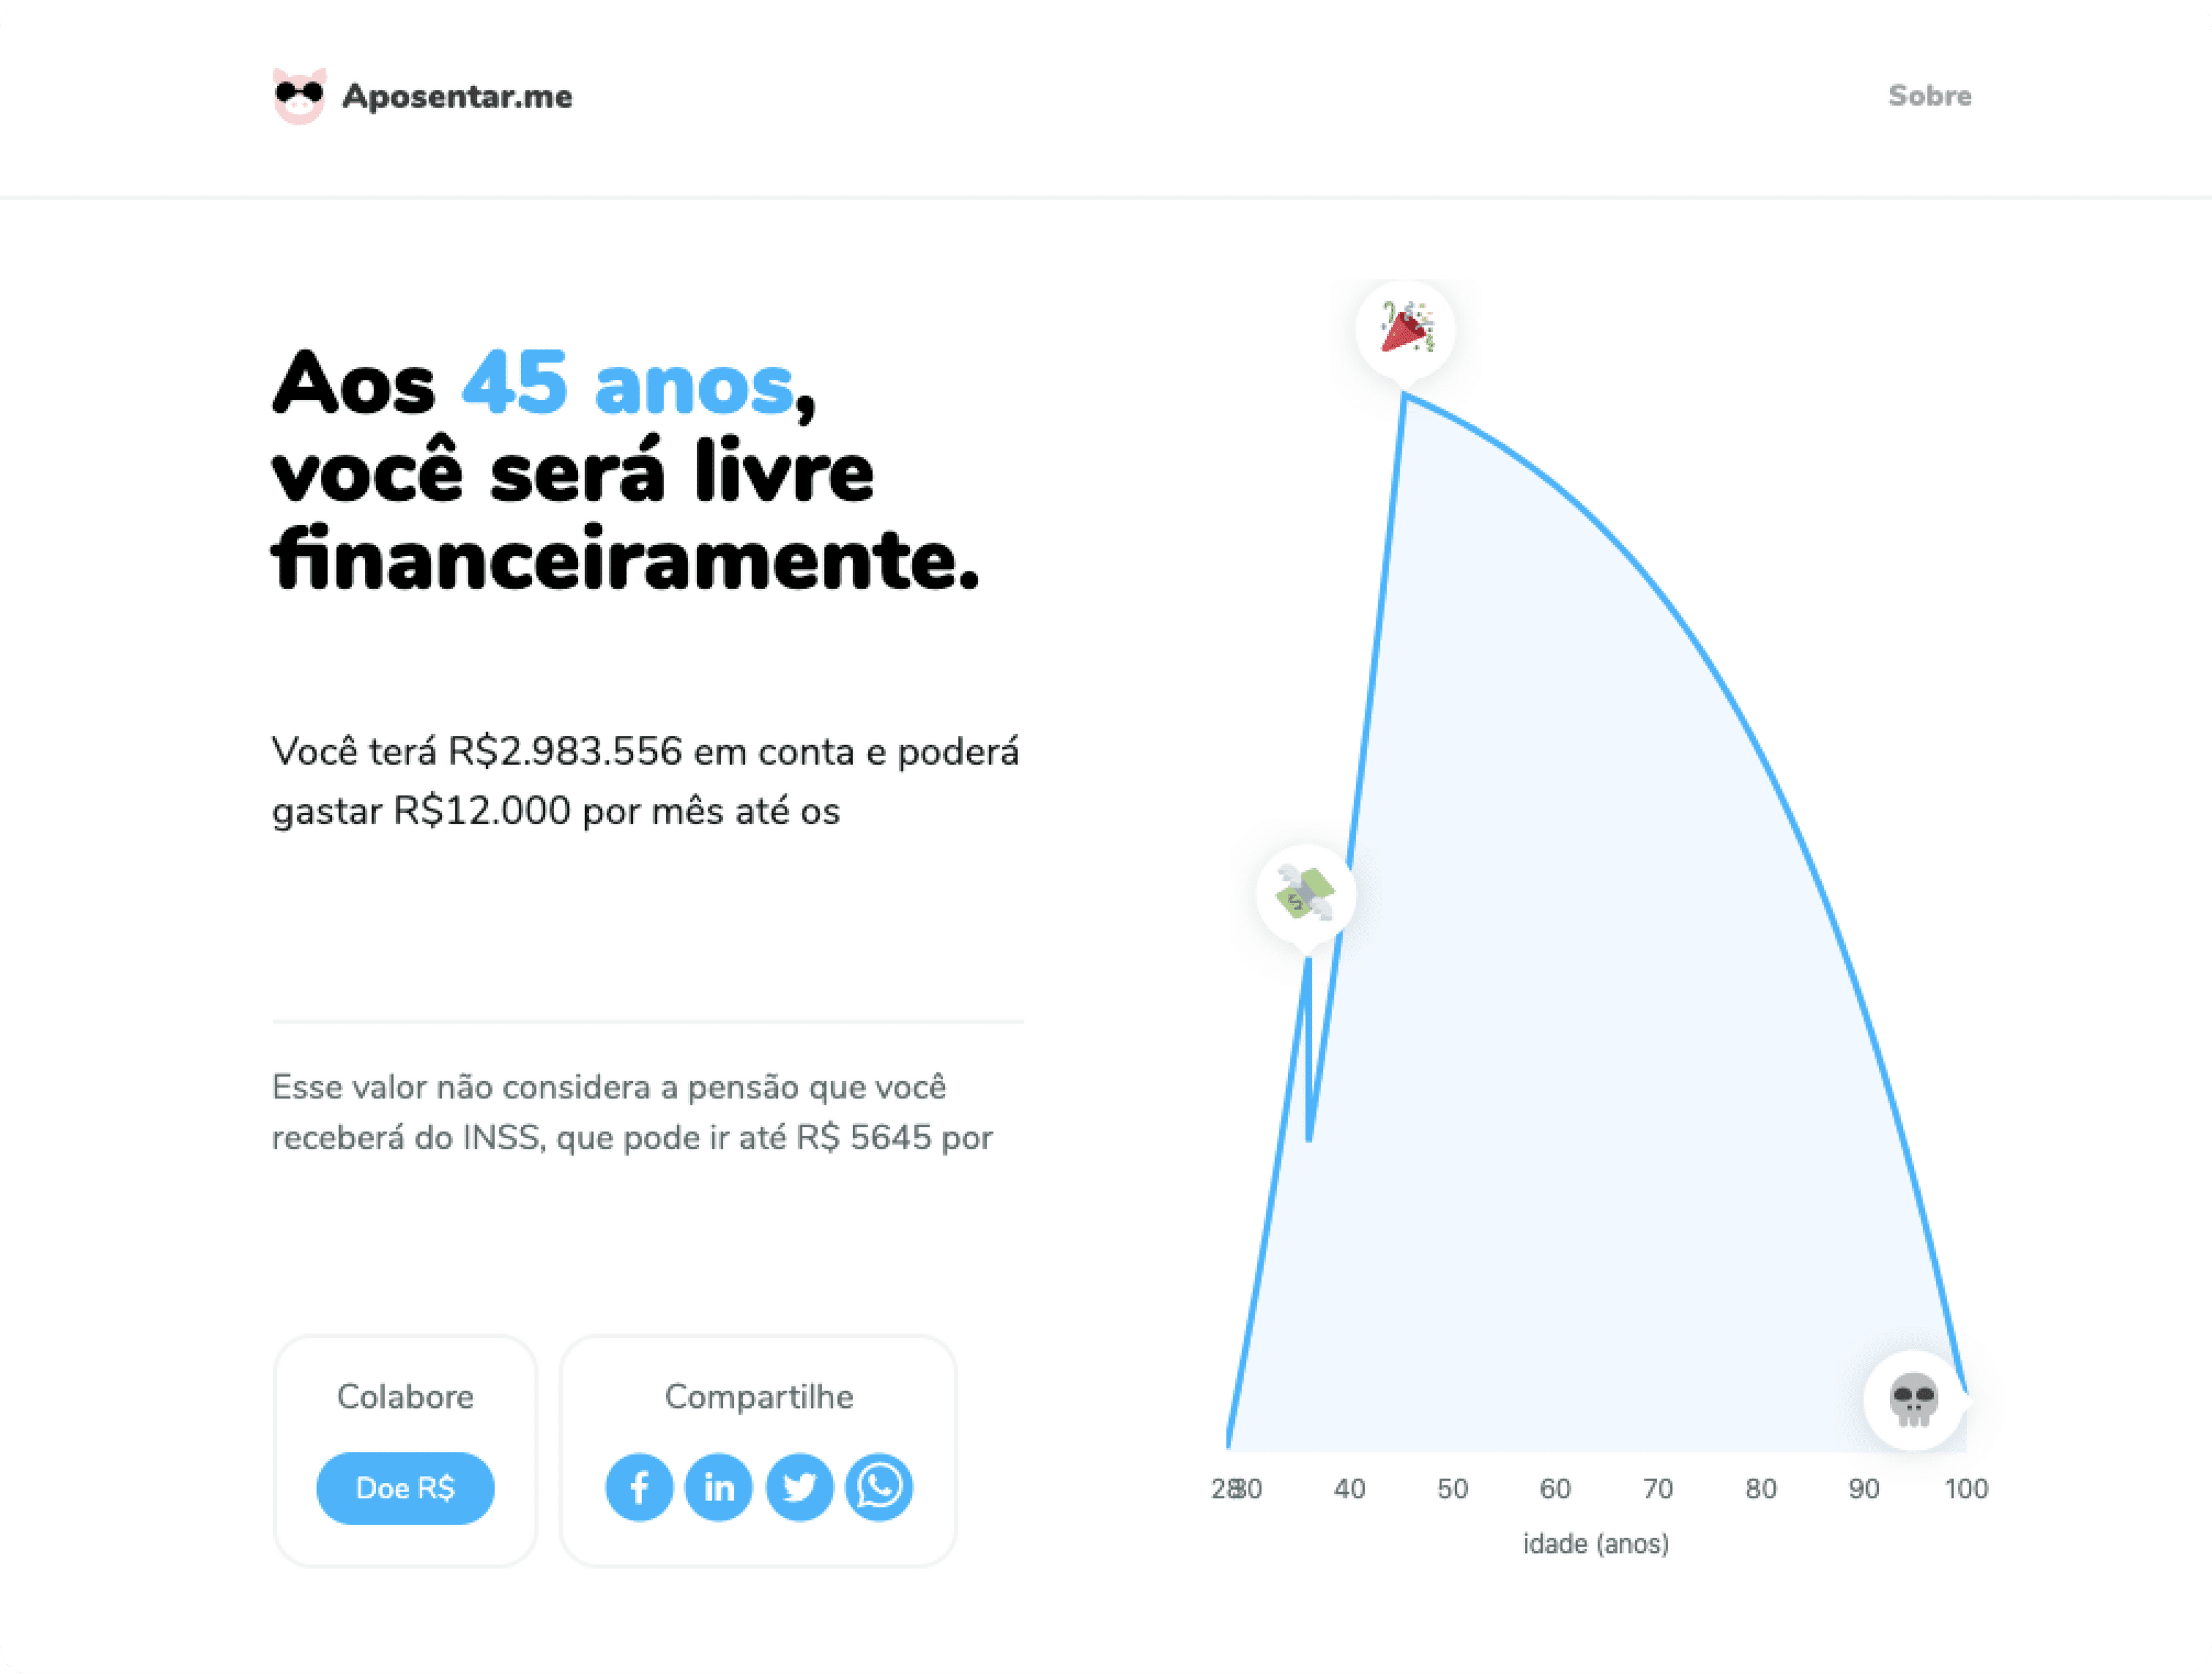 Aposentar.me
Sobre
Aos 45 anos,
você será livre
financeiramente.
Você terá R$2.983.556 em conta e poderá
gastar R$12.000 por mês até os
Esse valor não considera a pensão que você
receberá do INSS, que pode ir até R$ 5645 por
Colabore
Doe R$
Compartilhe
28 30 40 50 60 70 80 90 100
idade (anos)